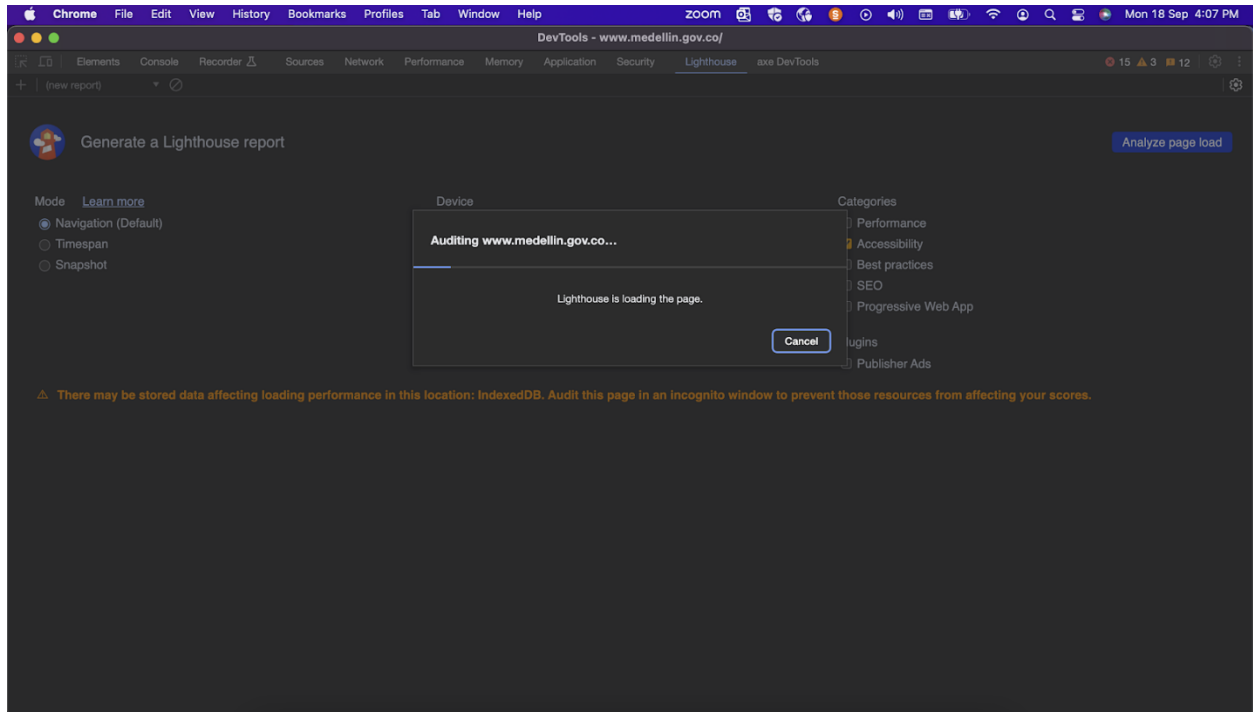 Chrome File Edit View History Bookmarks Profiles Tab Window Help zoom Mon 18 Sep 4:07 PM
DevTools - www.medellin.gov.co/
Elements Console Recorder Sources Network Performance Memory Application Security Lighthouse axe DevTools 15 3 12
(new report)
Generate a Lighthouse report
Analyze page load
Mode Learn more Device Categories
Navigation (Default) Performance
Timespan Accessibility
Snapshot Best practices
SEO
Progressive Web App
Auditing www.medellin.gov.co...
Lighthouse is loading the page.
Cancel
lugins
Publisher Ads
There may be stored data affecting loading performance in this location: IndexedDB. Audit this page in an incognito window to prevent those resources from affecting your scores.